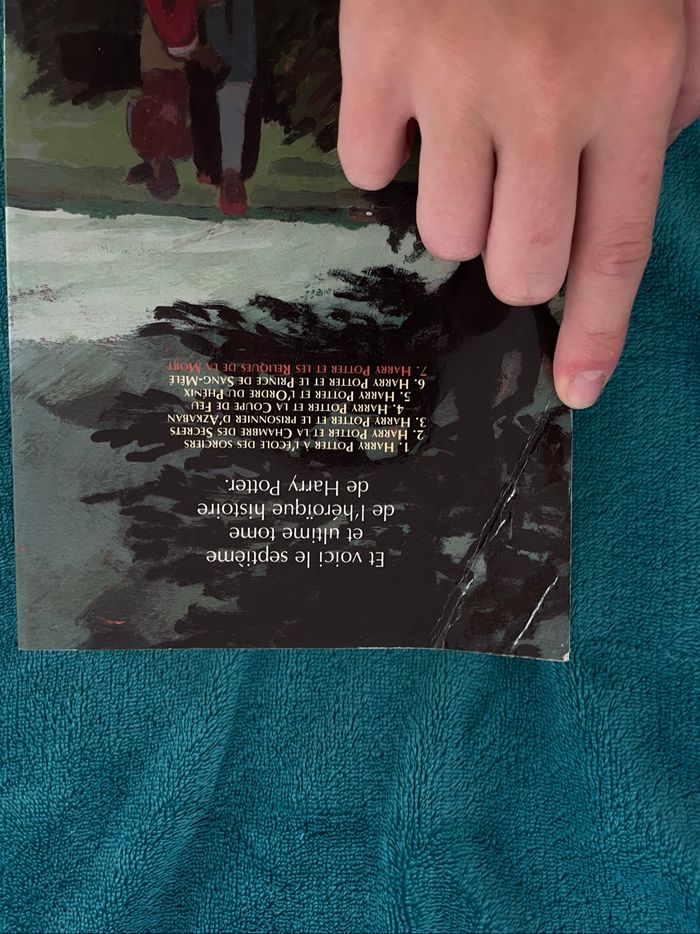 Et voici le septième
et ultime tome
de l'héroïque histoire
de Harry Potter.
1. Harry Potter à l'école des sorciers
2. Harry Potter et la Chambre des Secrets
3. Harry Potter et le prisonnier d'Azkaban
4. Harry Potter et la Coupe de Feu
5. Harry Potter et l'Ordre du Phénix
6. Harry Potter et le Prince de Sang-Mêlé
7. Harry Potter et les Reliques de la Mort